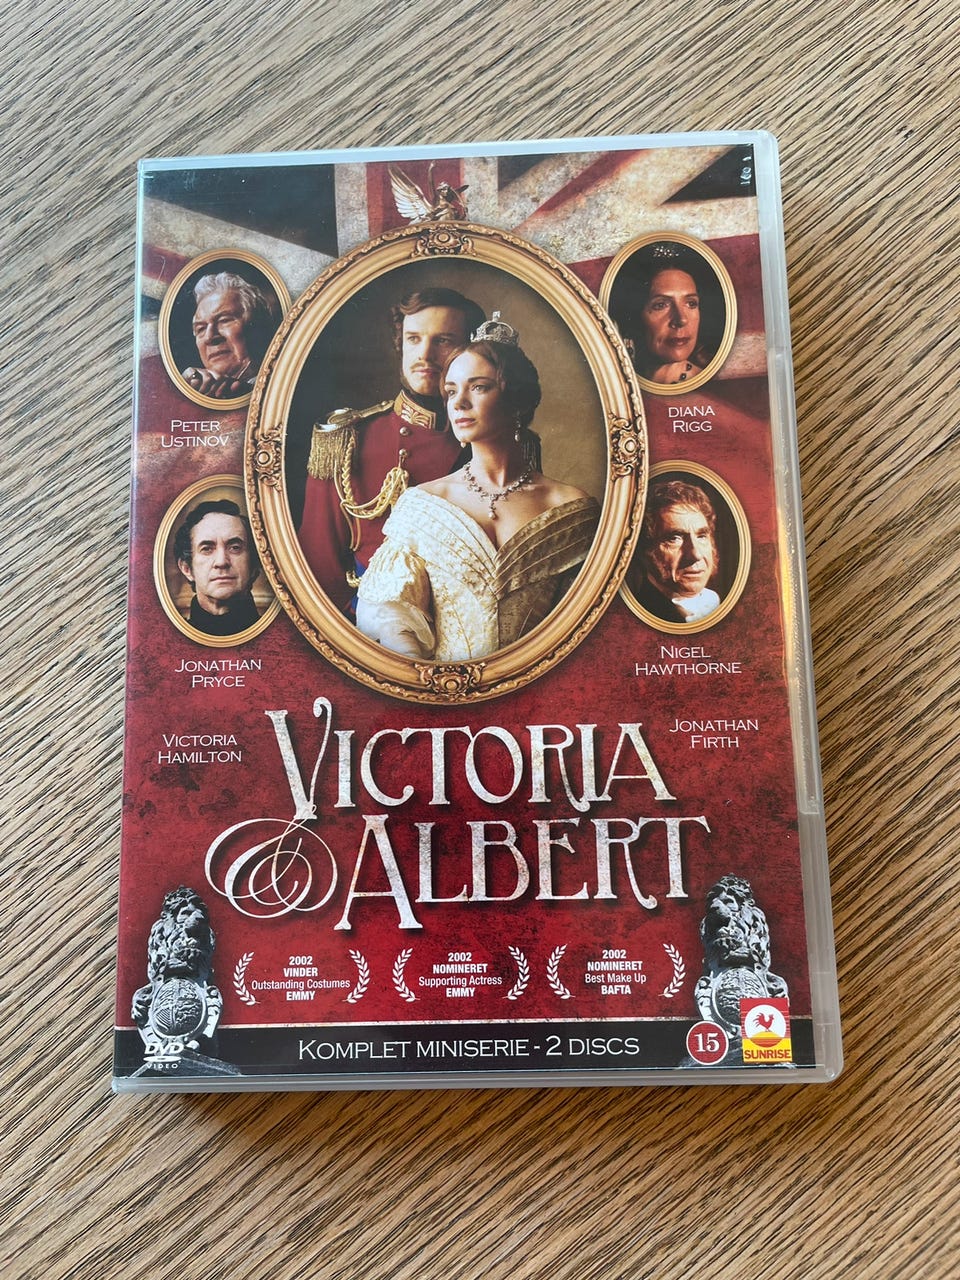 PETER
USTINOV
DIANA
RIGG
JONATHAN
PRYCE
NIGEL
HAWTHORNE
VICTORIA
HAMILTON
JONATHAN
FIRTH
VICTORIA
& ALBERT
2002
VINDER
Outstanding Costumes
EMMY
2002
NOMINERET
Supporting Actress
EMMY
2002
NOMINERET
Best Make Up
BAFTA
DVD
VIDEO
KOMPLET MINISERIE - 2 DISCS
15
SUNRISE